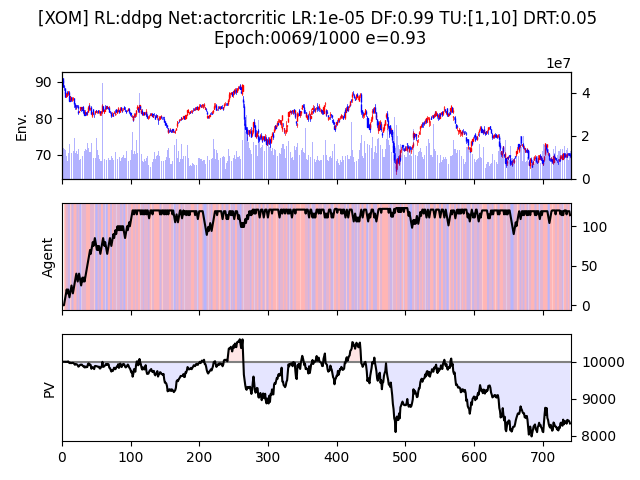 [XOM] RL:ddpg Net:actorcritic LR:1e-05 DF:0.99 TU:[1,10] DRT:0.05
Epoch:0069/1000 e=0.93
1e7
90
80
70
Env.
4
2
0
Agent
100
50
0
PV
10000
9000
8000
0 100 200 300 400 500 600 700